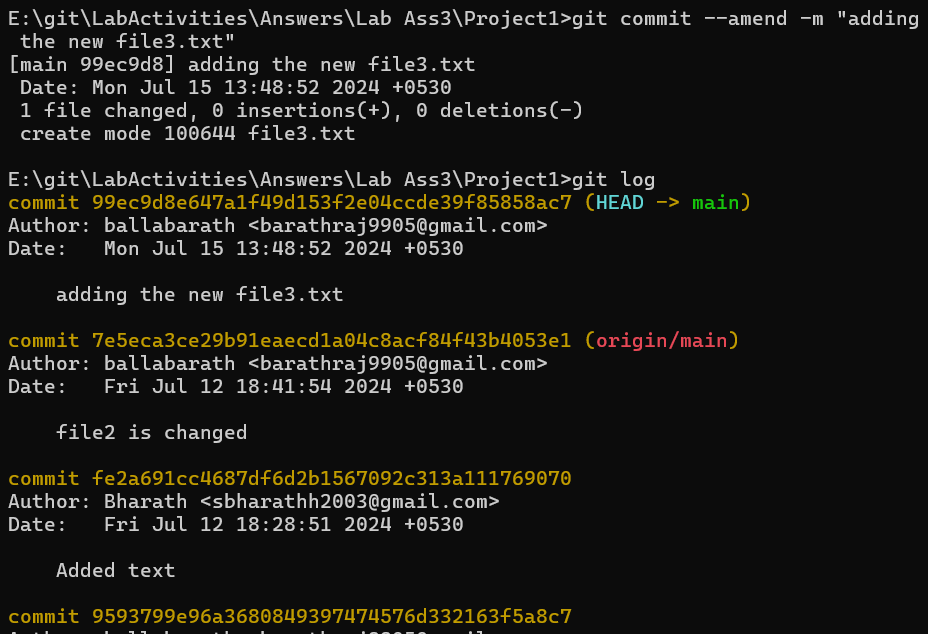 E:\git\LabActivities\Answers\Lab Ass3\Project1>git commit --amend -m "adding
the new file3.txt"
[main 99ec9d8] adding the new file3.txt
Date: Mon Jul 15 13:48:52 2024 +0530
1 file changed, 0 insertions(+), 0 deletions(-)
create mode 100644 file3.txt
E:\git\LabActivities\Answers\Lab Ass3\Project1>git log
commit 99ec9d8e647a1f49d153f2e04ccde39f85858ac7 (HEAD -> main)
Author: ballabarath <barathraj9905@gmail.com>
Date:   Mon Jul 15 13:48:52 2024 +0530
adding the new file3.txt
commit 7e5eca3ce29b91eaecd1a04c8acf84f43b4053e1 (origin/main)
Author: ballabarath <barathraj9905@gmail.com>
Date:   Fri Jul 12 18:41:54 2024 +0530
file2 is changed
commit fe2a691cc4687df6d2b1567092c313a111769070
Author: Bharath <sbharathh2003@gmail.com>
Date:   Fri Jul 12 18:28:51 2024 +0530
Added text
commit 9593799e96a3680849397474576d332163f5a8c7